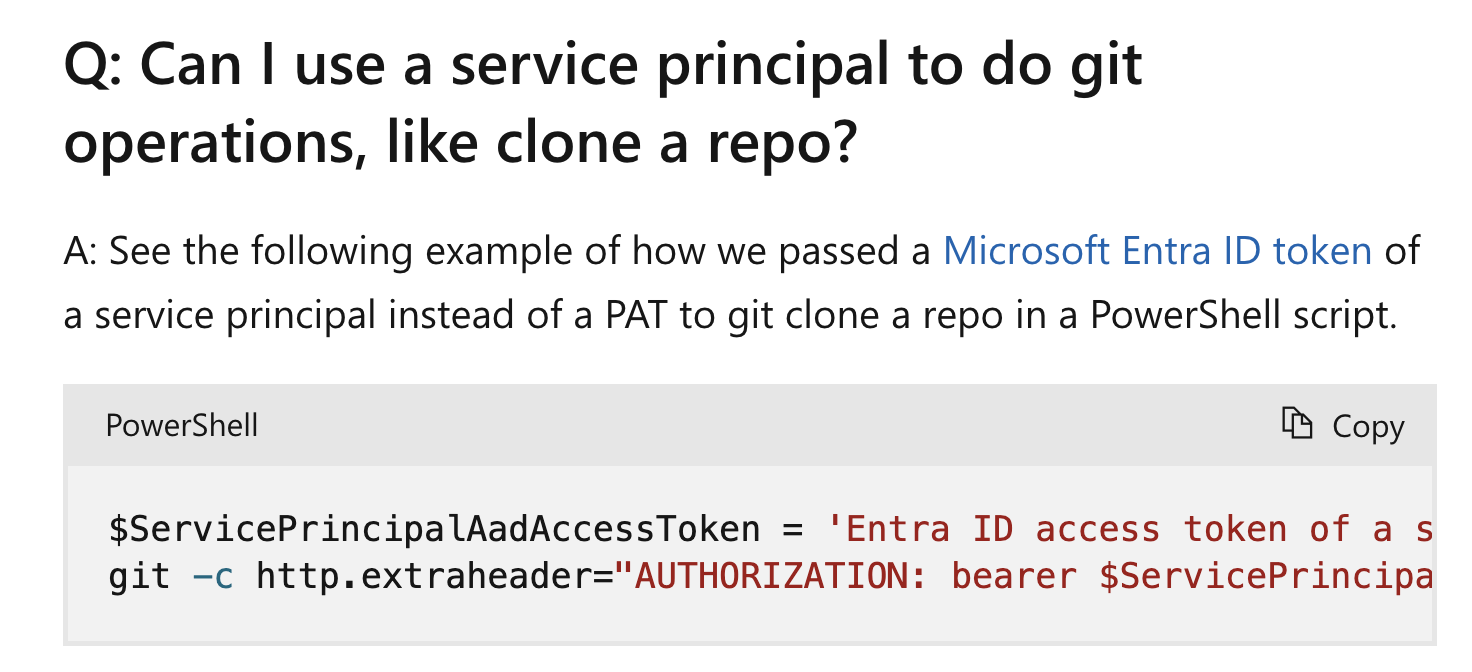 Q: Can I use a service principal to do git
operations, like clone a repo?
A: See the following example of how we passed a Microsoft Entra ID token of
a service principal instead of a PAT to git clone a repo in a PowerShell script.
PowerShell
Copy
$ServicePrincipalAadAccessToken = 'Entra ID access token of a s
git -c http.extraheader="AUTHORIZATION: bearer $ServicePrincipa